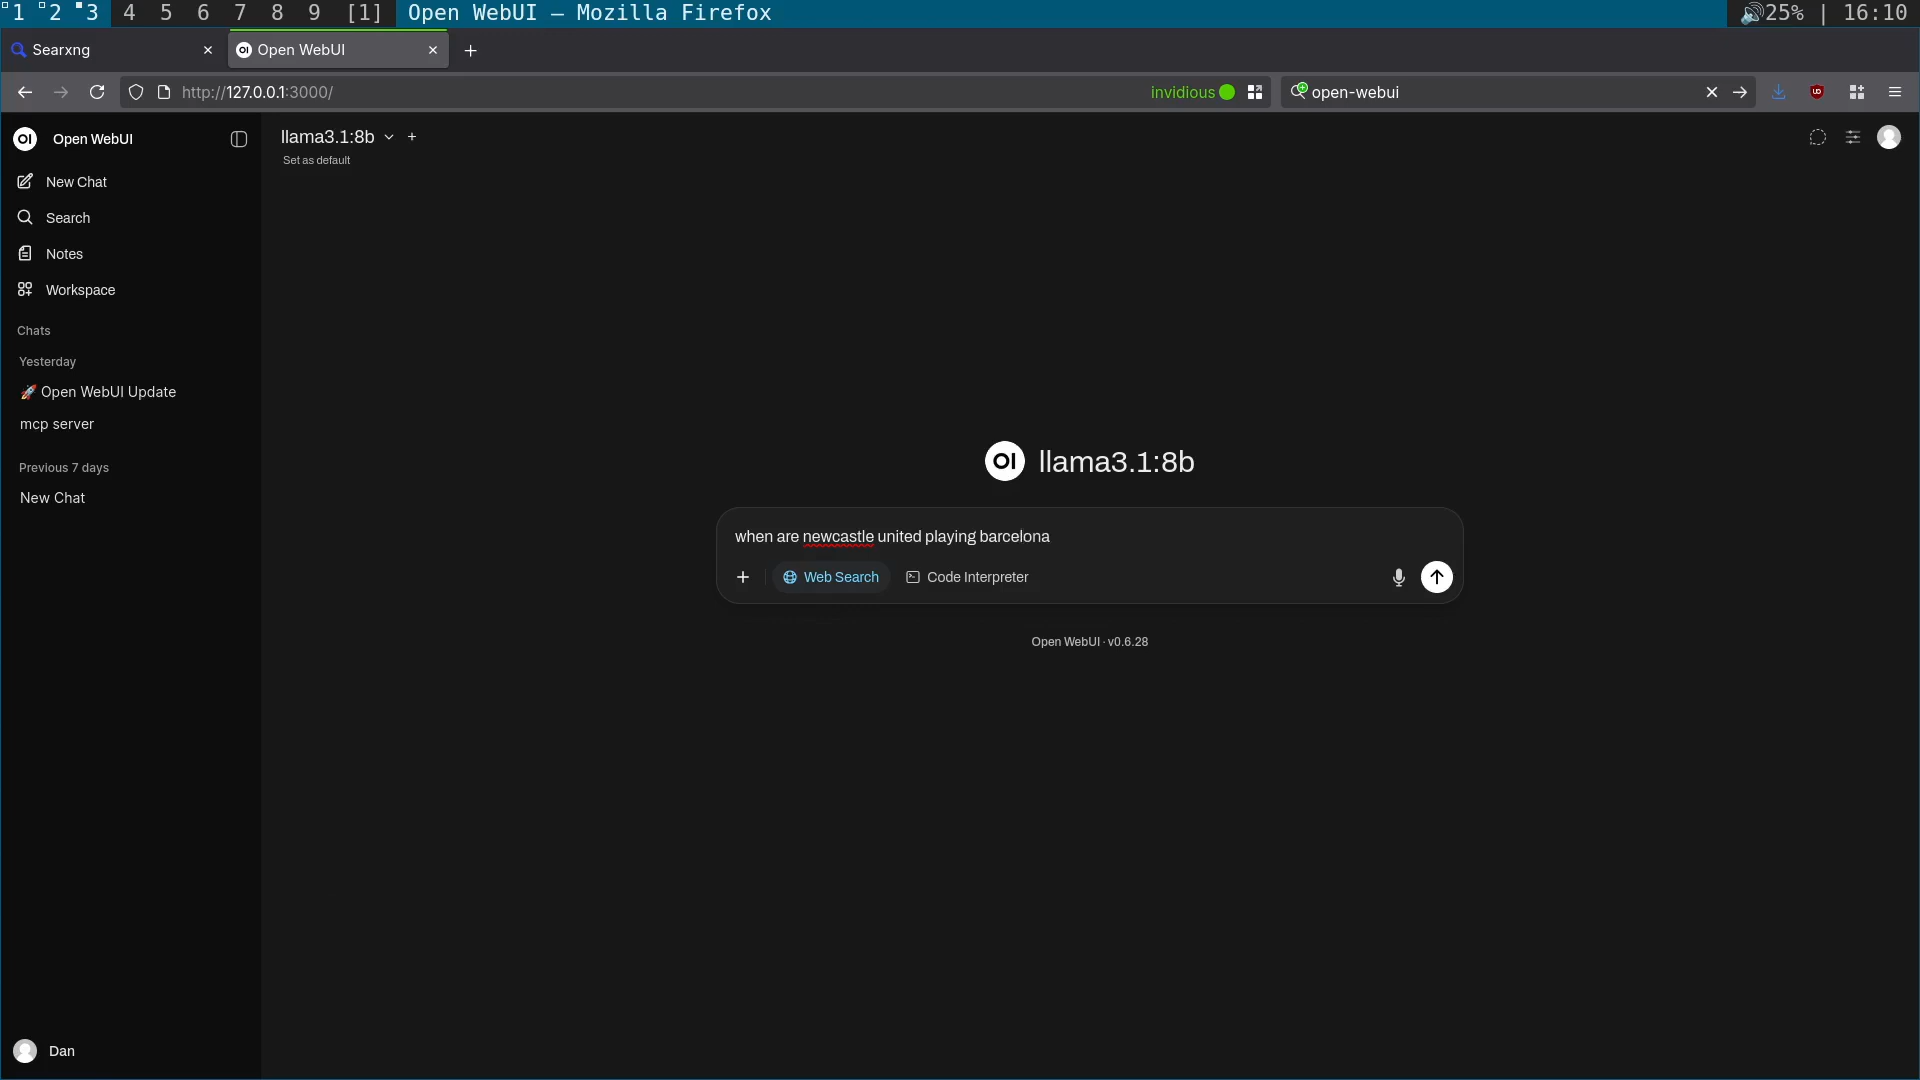 1 2 3 4 5 6 7 8 9 [1] Open WebUI — Mozilla Firefox 🔊25% | 16:10
Searxng
OI Open WebUI
http://127.0.0.1:3000/
invidious
open-webui
OI Open WebUI
New Chat
Search
Notes
Workspace
Chats
Yesterday
🚀 Open WebUI Update
mcp server
Previous 7 days
New Chat
Dan
llama3.1:8b
Set as default
OI llama3.1:8b
when are newcastle united playing barcelona
Web Search
Code Interpreter
Open WebUI · v0.6.28